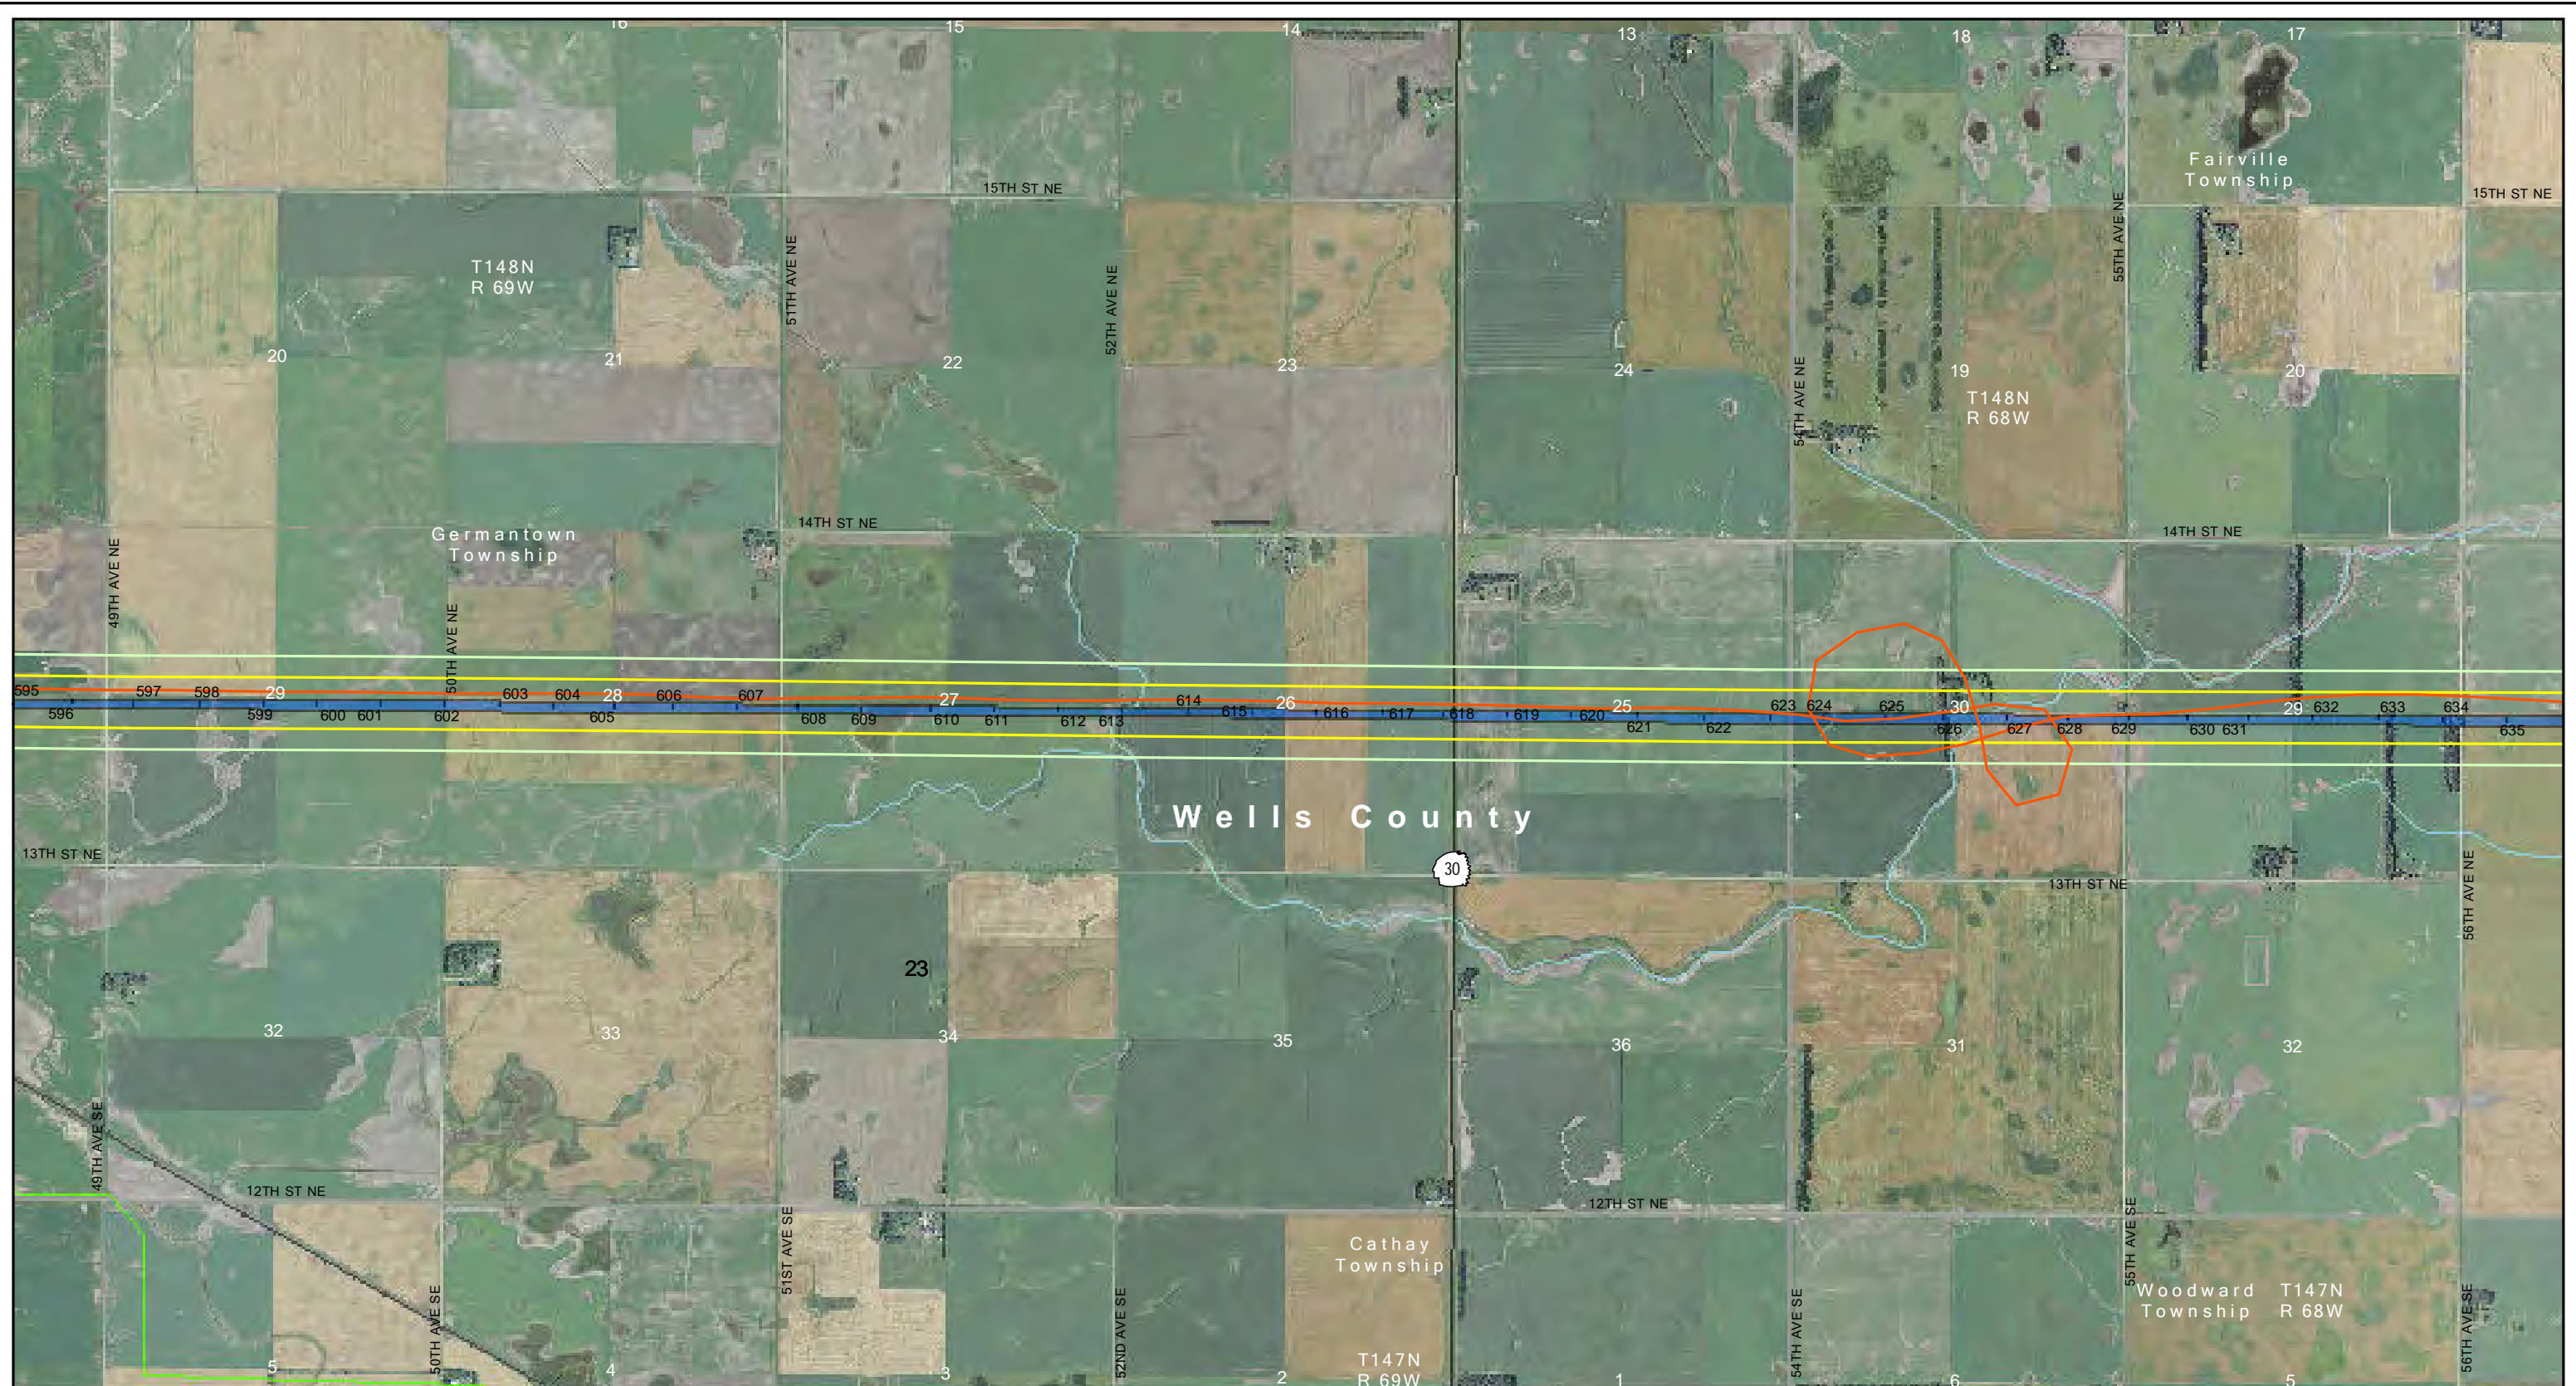 16
15
14
13
18
17
Fairville
Township
15TH ST NE
15TH ST NE
51TH AVE NE
52TH AVE NE
55TH AVE NE
T148N
R 69W
20
21
22
23
24
19
20
54TH AVE NE
T148N
R 68W
14TH ST NE
14TH ST NE
Germantown
Township
49TH AVE NE
50TH AVE NE
595
597
598
29
603
604
28
606
607
27
614
26
25
623
624
625
30
29
632
633
634
596
599
600
601
602
605
608
609
610
611
612
613
615
616
617
618
619
620
621
622
626
627
628
629
630
631
635
Wells County
13TH ST NE
30
13TH ST NE
56TH AVE NE
23
32
33
34
35
36
31
32
49TH AVE SE
12TH ST NE
12TH ST NE
50TH AVE SE
51ST AVE SE
52ND AVE SE
54TH AVE SE
55TH AVE SE
56TH AVE SE
Cathay
Township
Woodward
Township
T147N
R 68W
T147N
R 69W
5
4
3
2
1
6
5